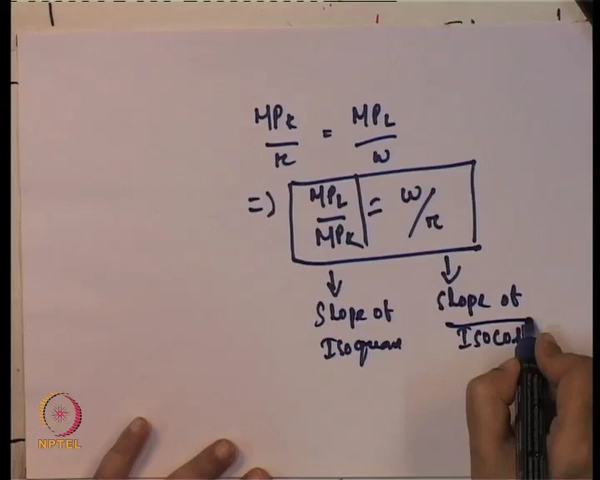 MPK/r = MPL/w
=> MPL/MPK = w/r
Slope of Slope of
Isoquant
NPTEL